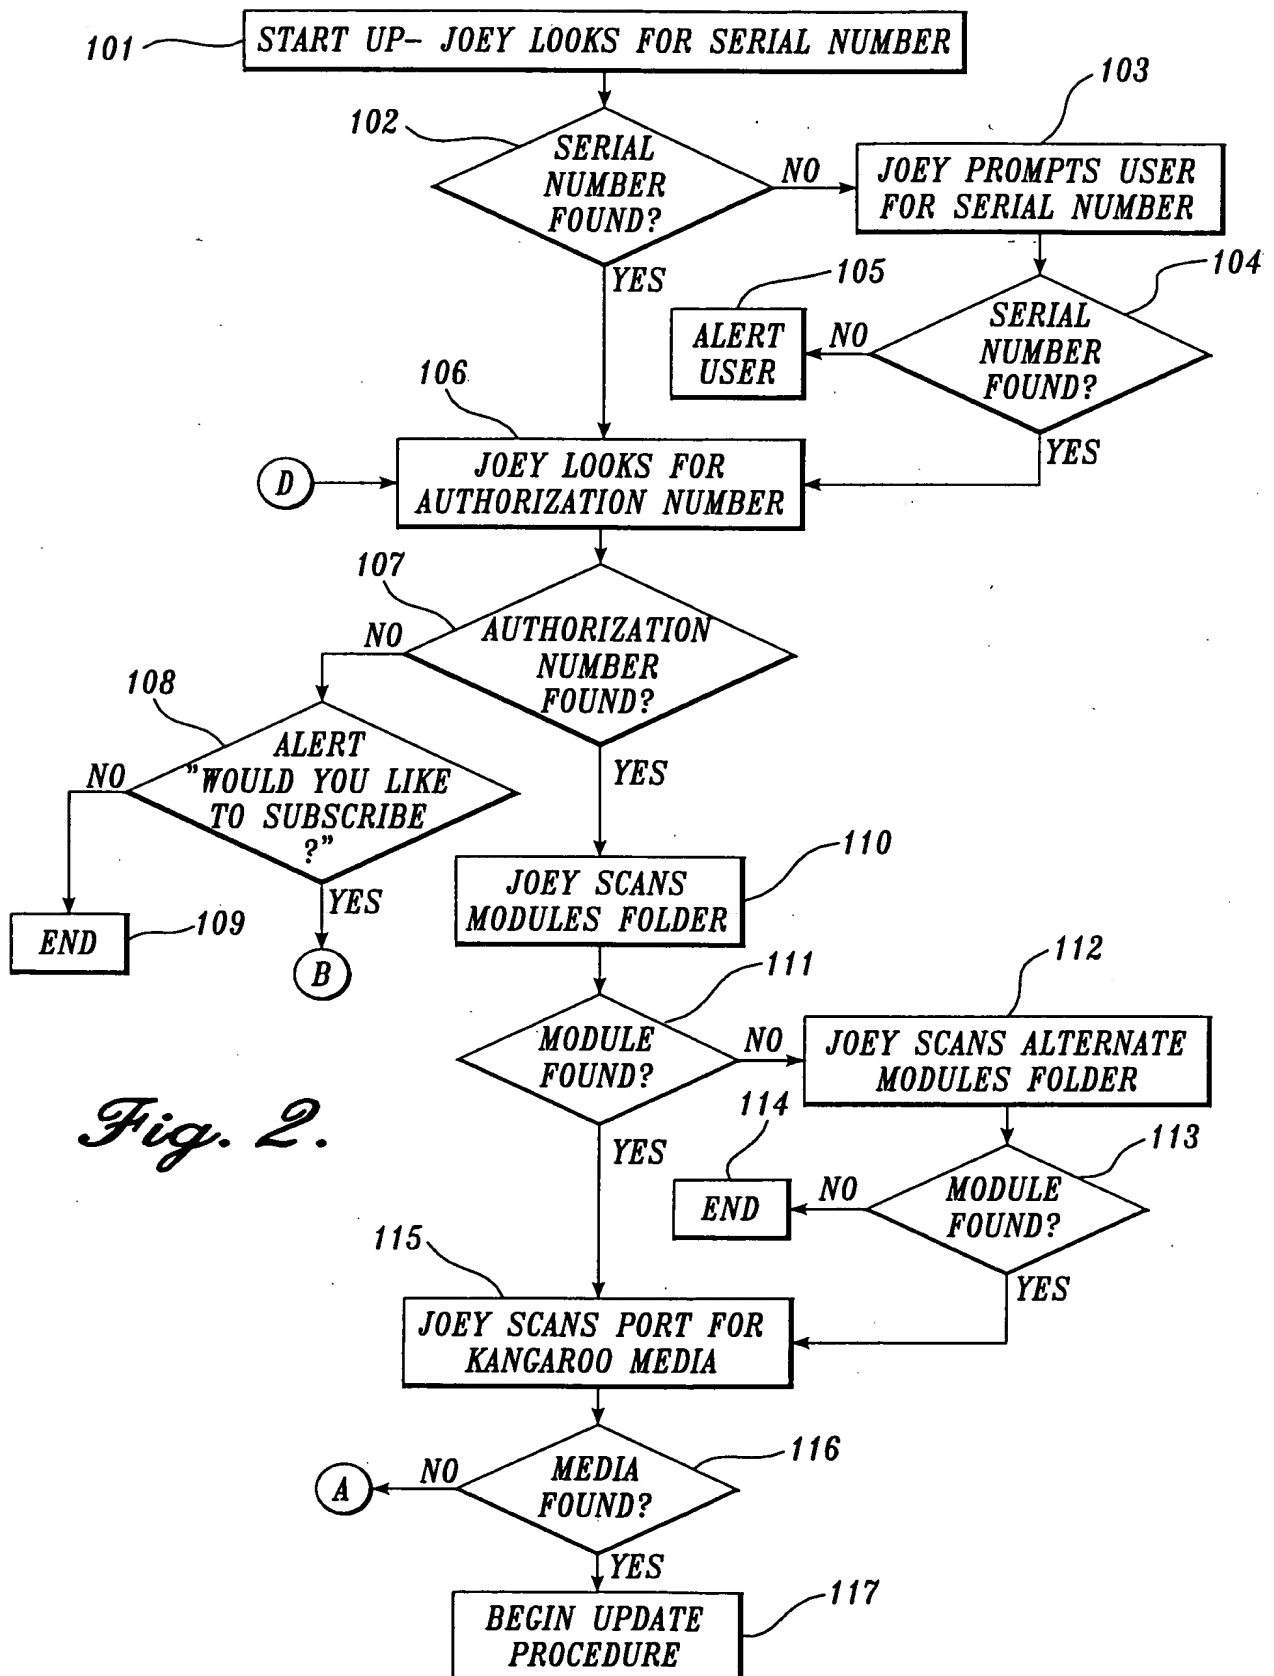 101
START UP- JOEY LOOKS FOR SERIAL NUMBER
102
SERIAL
NUMBER
FOUND?
NO
YES
103
JOEY PROMPTS USER
FOR SERIAL NUMBER
104
SERIAL
NUMBER
FOUND?
NO
YES
105
ALERT
USER
106
D
JOEY LOOKS FOR
AUTHORIZATION NUMBER
107
AUTHORIZATION
NUMBER
FOUND?
NO
YES
108
ALERT
"WOULD YOU LIKE
TO SUBSCRIBE
?"
NO
YES
END
109
B
110
JOEY SCANS
MODULES FOLDER
111
MODULE
FOUND?
NO
YES
112
JOEY SCANS ALTERNATE
MODULES FOLDER
113
MODULE
FOUND?
NO
YES
114
END
Fig. 2.
115
JOEY SCANS PORT FOR
KANGAROO MEDIA
116
MEDIA
FOUND?
NO
A
YES
117
BEGIN UPDATE
PROCEDURE